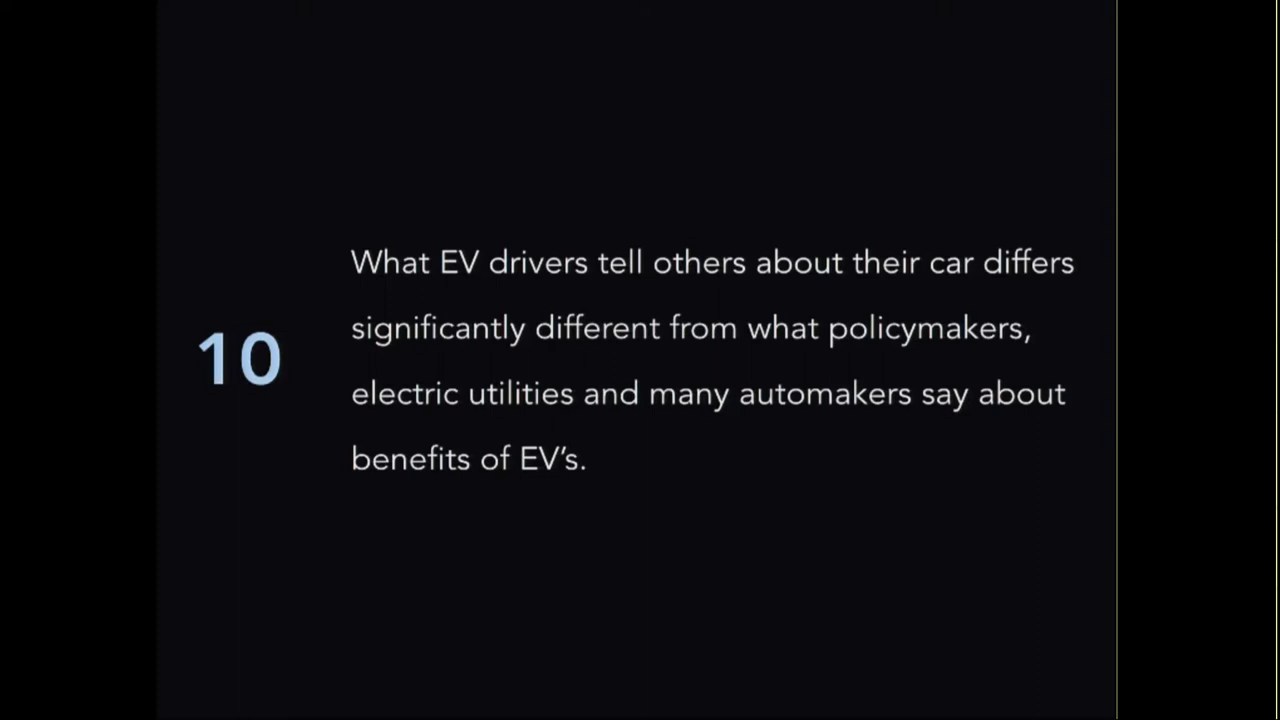 10
What EV drivers tell others about their car differs
significantly different from what policymakers,
electric utilities and many automakers say about
benefits of EV’s.